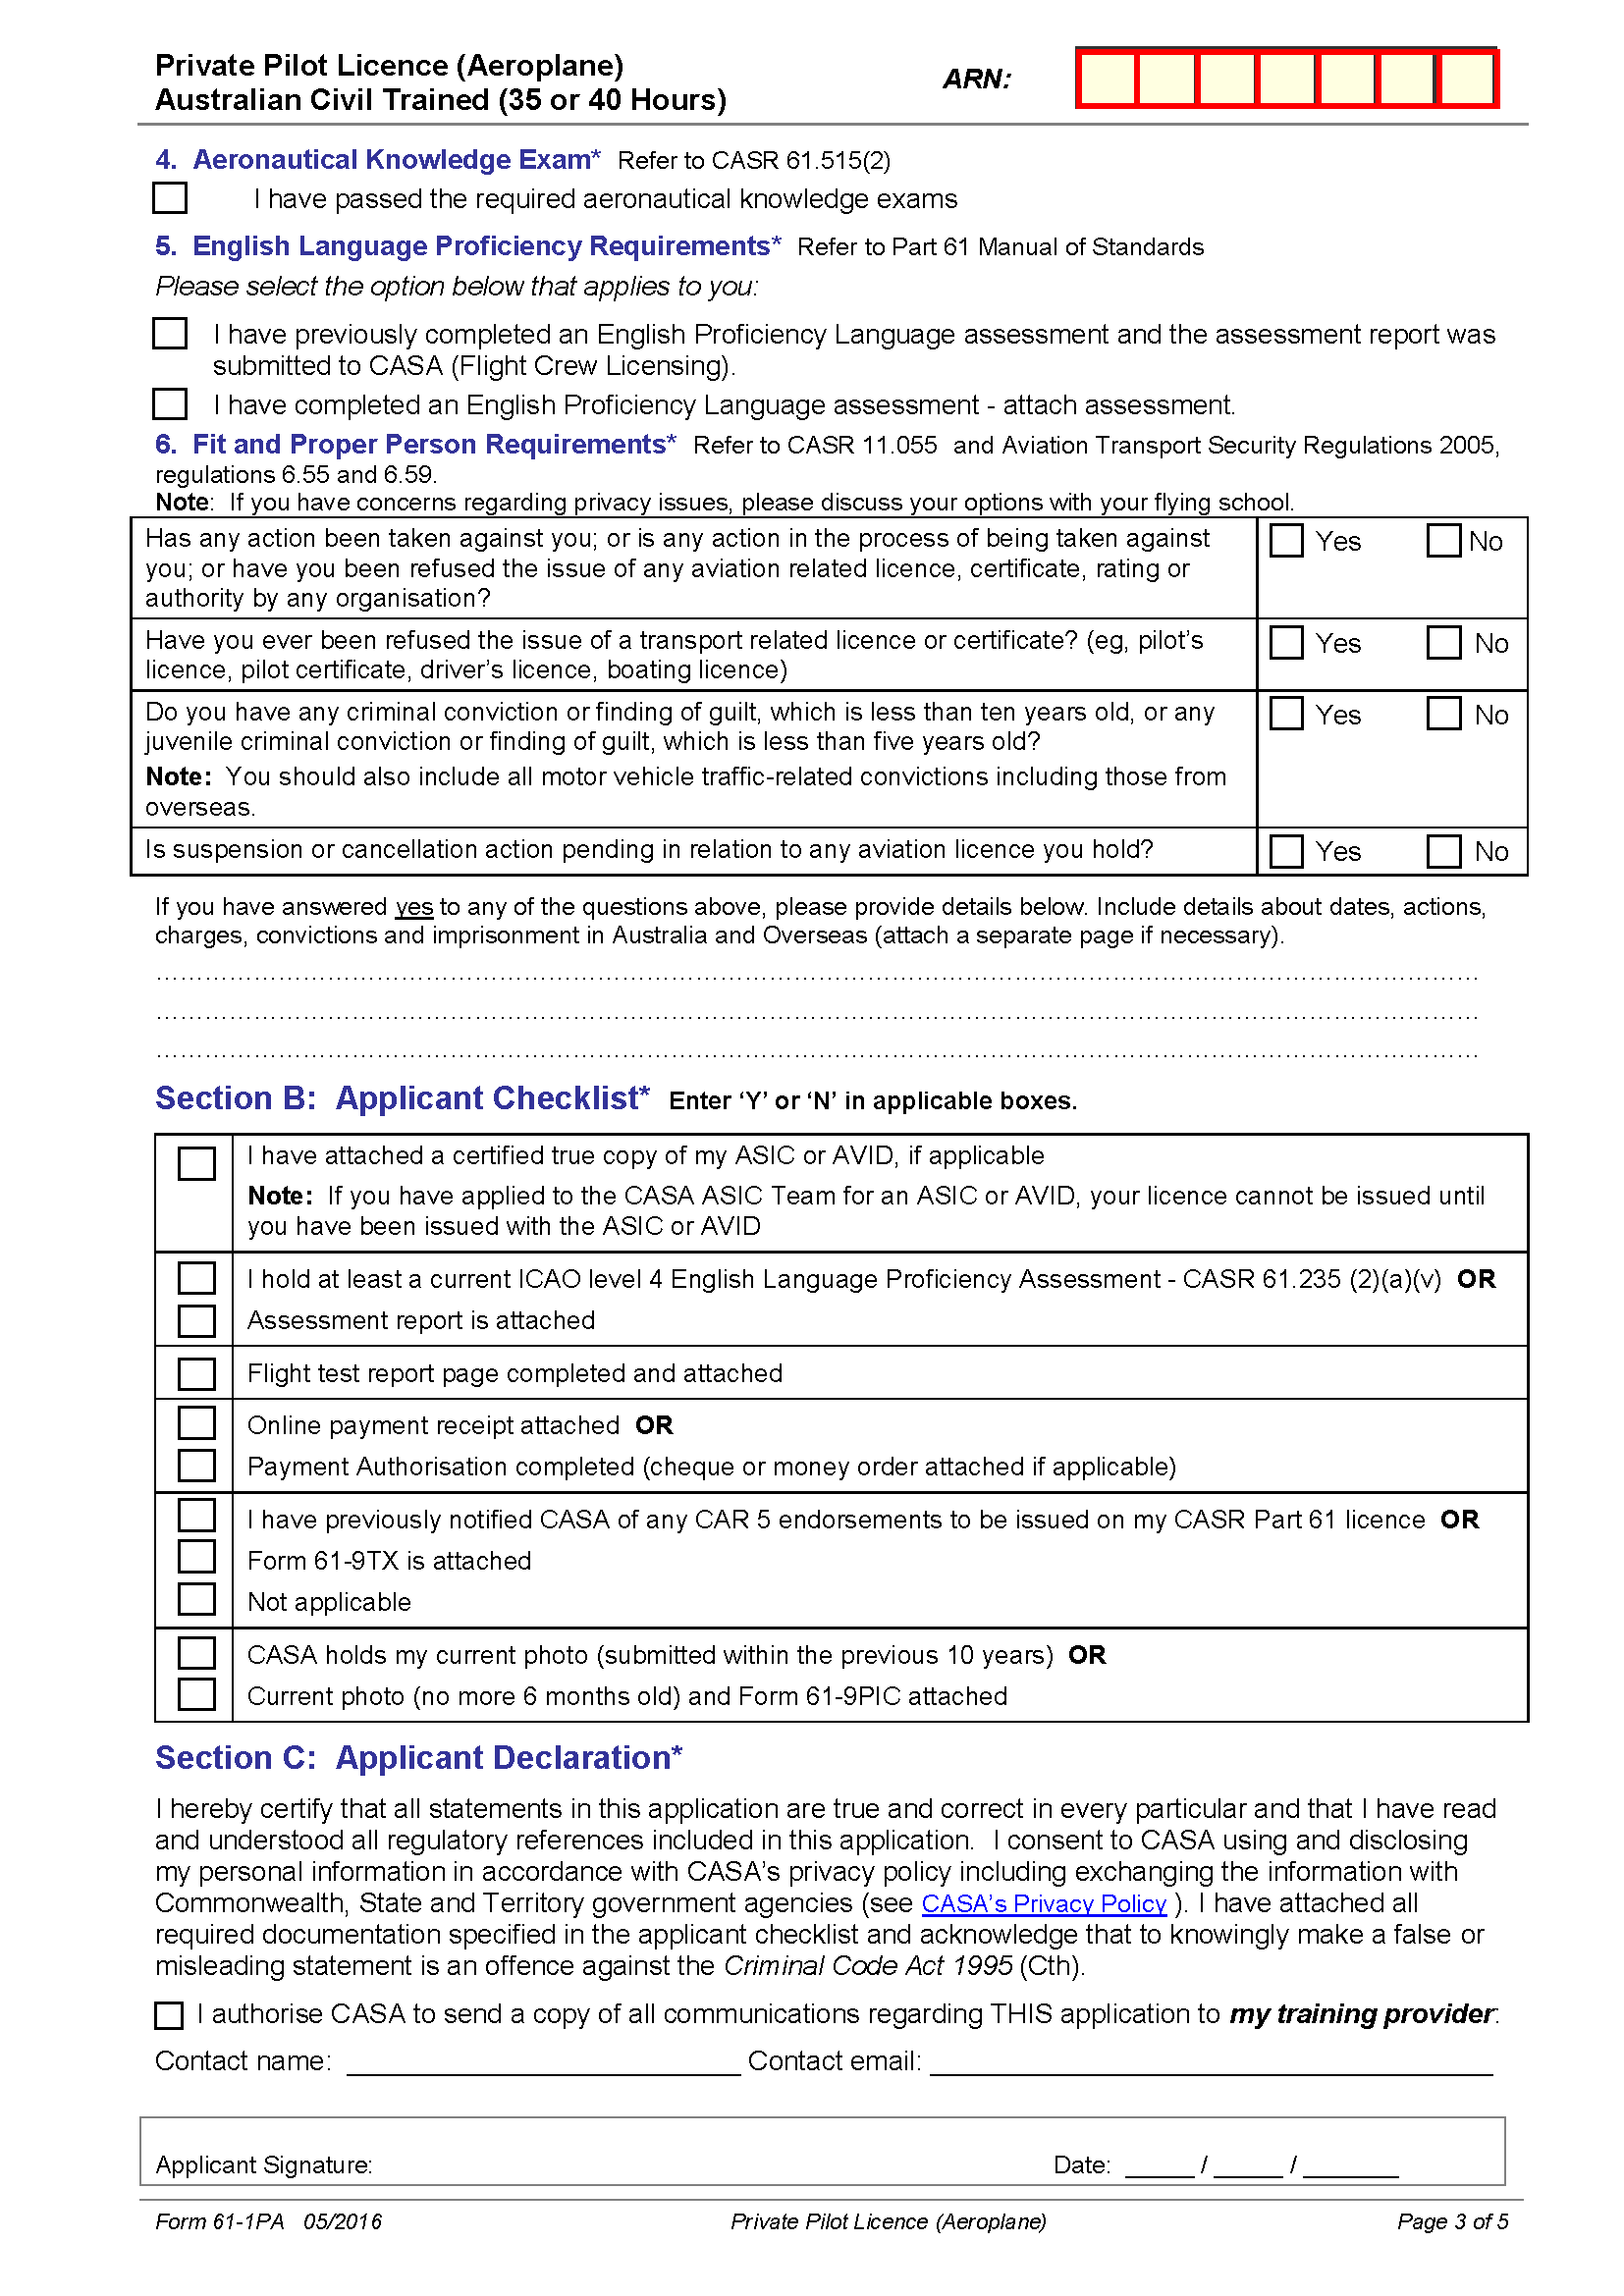 Private Pilot Licence (Aeroplane)
Australian Civil Trained (35 or 40 Hours)
ARN:
4. Aeronautical Knowledge Exam* Refer to CASR 61.515(2)
I have passed the required aeronautical knowledge exams
5. English Language Proficiency Requirements* Refer to Part 61 Manual of Standards
Please select the option below that applies to you:
I have previously completed an English Proficiency Language assessment and the assessment report was
submitted to CASA (Flight Crew Licensing).
I have completed an English Proficiency Language assessment - attach assessment.
6. Fit and Proper Person Requirements* Refer to CASR 11.055 and Aviation Transport Security Regulations 2005,
regulations 6.55 and 6.59.
Note: If you have concerns regarding privacy issues, please discuss your options with your flying school.
Has any action been taken against you; or is any action in the process of being taken against Yes No
you; or have you been refused the issue of any aviation related licence, certificate, rating or
authority by any organisation?
Have you ever been refused the issue of a transport related licence or certificate? (eg, pilot's Yes No
licence, pilot certificate, driver's licence, boating licence)
Do you have any criminal conviction or finding of guilt, which is less than ten years old, or any Yes No
juvenile criminal conviction or finding of guilt, which is less than five years old?
Note: You should also include all motor vehicle traffic-related convictions including those from
overseas.
Is suspension or cancellation action pending in relation to any aviation licence you hold? Yes No
If you have answered yes to any of the questions above, please provide details below. Include details about dates, actions,
charges, convictions and imprisonment in Australia and Overseas (attach a separate page if necessary).
Section B: Applicant Checklist* Enter 'Y' or 'N' in applicable boxes.
I have attached a certified true copy of my ASIC or AVID, if applicable
Note: If you have applied to the CASA ASIC Team for an ASIC or AVID, your licence cannot be issued until
you have been issued with the ASIC or AVID
I hold at least a current ICAO level 4 English Language Proficiency Assessment - CASR 61.235 (2)(a)(v) OR
Assessment report is attached
Flight test report page completed and attached
Online payment receipt attached OR
Payment Authorisation completed (cheque or money order attached if applicable)
I have previously notified CASA of any CAR 5 endorsements to be issued on my CASR Part 61 licence OR
Form 61-9TX is attached
Not applicable
CASA holds my current photo (submitted within the previous 10 years) OR
Current photo (no more 6 months old) and Form 61-9PIC attached
Section C: Applicant Declaration*
I hereby certify that all statements in this application are true and correct in every particular and that I have read
and understood all regulatory references included in this application. I consent to CASA using and disclosing
my personal information in accordance with CASA's privacy policy including exchanging the information with
Commonwealth, State and Territory government agencies (see CASA's Privacy Policy ). I have attached all
required documentation specified in the applicant checklist and acknowledge that to knowingly make a false or
misleading statement is an offence against the Criminal Code Act 1995 (Cth).
I authorise CASA to send a copy of all communications regarding THIS application to my training provider:
Contact name: Contact email:
Applicant Signature: Date: / /
Form 61-1PA 05/2016 Private Pilot Licence (Aeroplane) Page 3 of 5